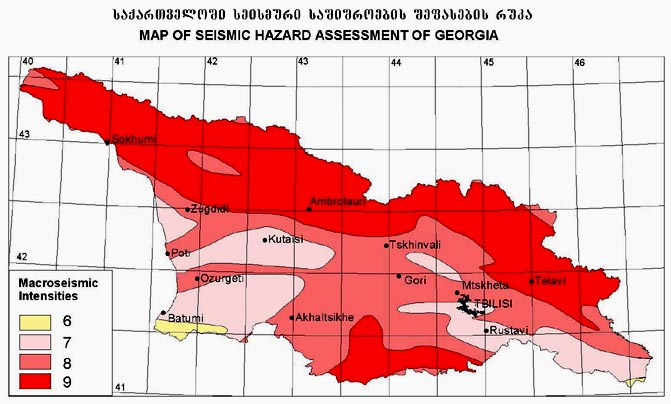 საქართველოში სეისმური საშიშროების შეფასების რუკა
MAP OF SEISMIC HAZARD ASSESSMENT OF GEORGIA
40 41 42 43 44 45 46
43
Sokhumi
Zugdidi
Ambrolauri
Kutaisi
Tskhinvali
Poti
42
Ozurgeti
Gori
Mtskheta
Telavi
TBILISI
Batumi
Akhaltsikhe
Rustavi
41
Macroseismic
Intensities
6
7
8
9